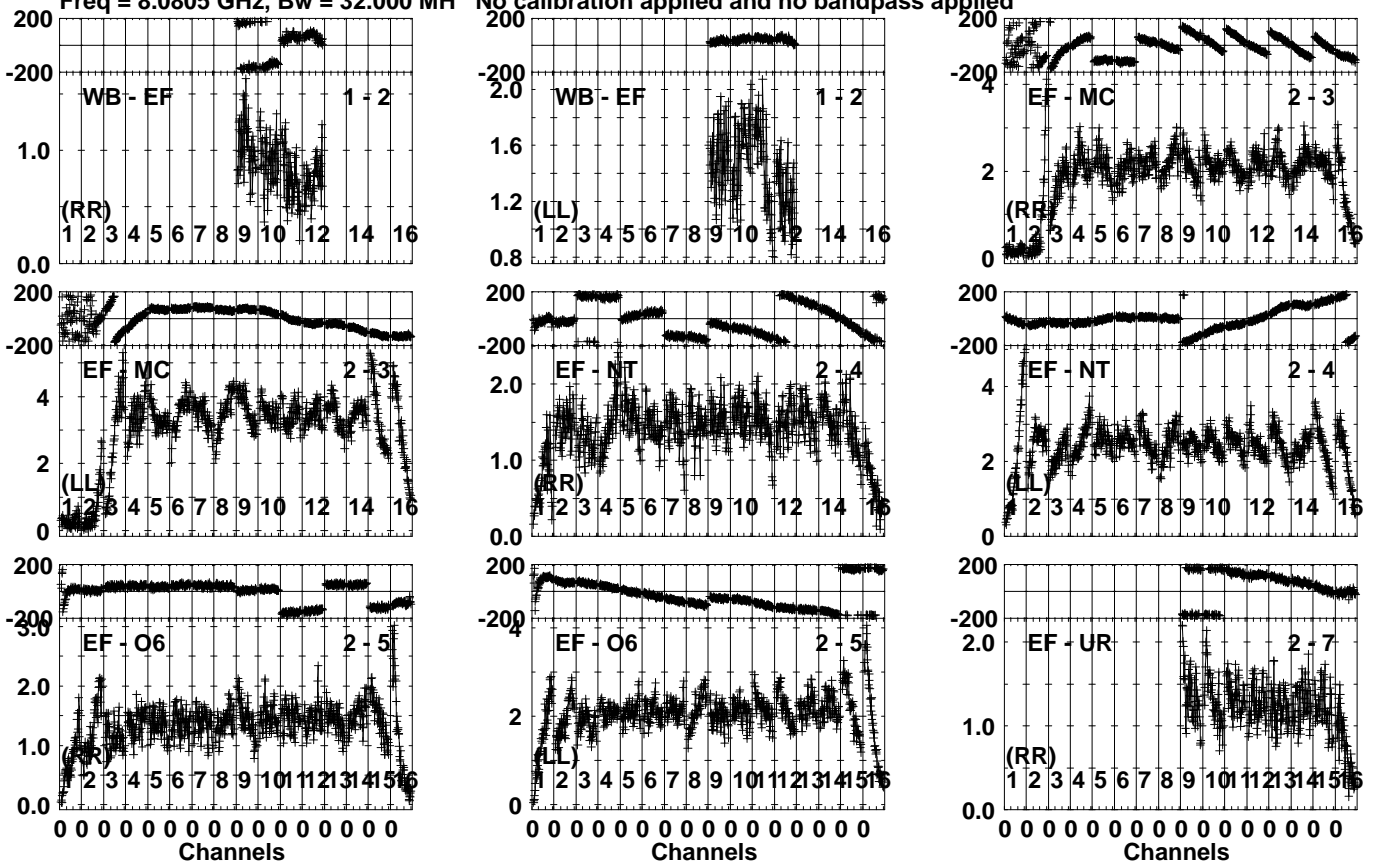 Freq = 8.0805 GHz, Bw = 32.000 MH No calibration applied and no bandpass applied
200
-200
WB - EF 1 - 2
1.0
(RR)
1 2 3 4 5 6 7 8 9 10 12 14 16
0.0
200
-200
2.0
WB - EF 1 - 2
1.6
1.2
(LL)
1 2 3 4 5 6 7 8 9 10 12 14 16
0.8
200
-200
4
EF - MC 2 - 3
2
(RR)
1 2 3 4 5 6 7 8 9 10 12 14 16
0
200
-200
EF - MC 2 - 3
4
2
(LL)
1 2 3 4 5 6 7 8 9 10 12 14 16
0
200
-200
EF - NT 2 - 4
2.0
1.0
(RR)
1 2 3 4 5 6 7 8 9 10 12 14 16
0.0
200
-200
EF - NT 2 - 4
4
2
(LL)
1 2 3 4 5 6 7 8 9 10 12 14 16
0
200
-200
3.0
EF - O6 2 - 5
2.0
1.0
(RR)
2 3 4 5 6 7 8 9 10 11 12 13 14 15 16
0.0
0 0 0 0 0 0 0 0 0 0 0 0 0 0 0 0
Channels
200
-200
4
EF - O6 2 - 5
2
(LL)
1 2 3 4 5 6 7 8 9 10 11 12 13 14 15 16
0
0 0 0 0 0 0 0 0 0 0 0 0 0 0 0 0
Channels
200
-200
2.0
EF - UR 2 - 7
1.0
(RR)
1 2 3 4 5 6 7 8 9 10 11 12 13 14 15 16
0.0
0 0 0 0 0 0 0 0 0 0 0 0 0 0 0 0
Channels